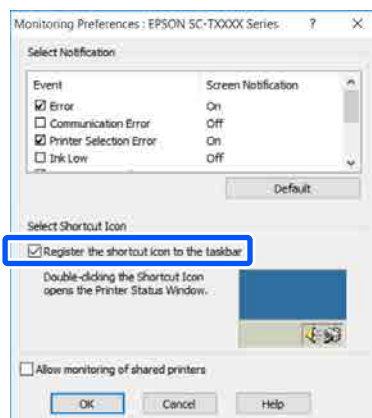 Monitoring Preferences : EPSON SC-TXXXX Series ? ×
Select Notification
Event Screen Notification
Error On
Communication Error Off
Printer Selection Error On
Ink Low Off
Default
Select Shortcut Icon
Register the shortcut icon to the taskbar
Double-clicking the Shortcut Icon
opens the Printer Status Window.
Allow monitoring of shared printers
OK Cancel Help